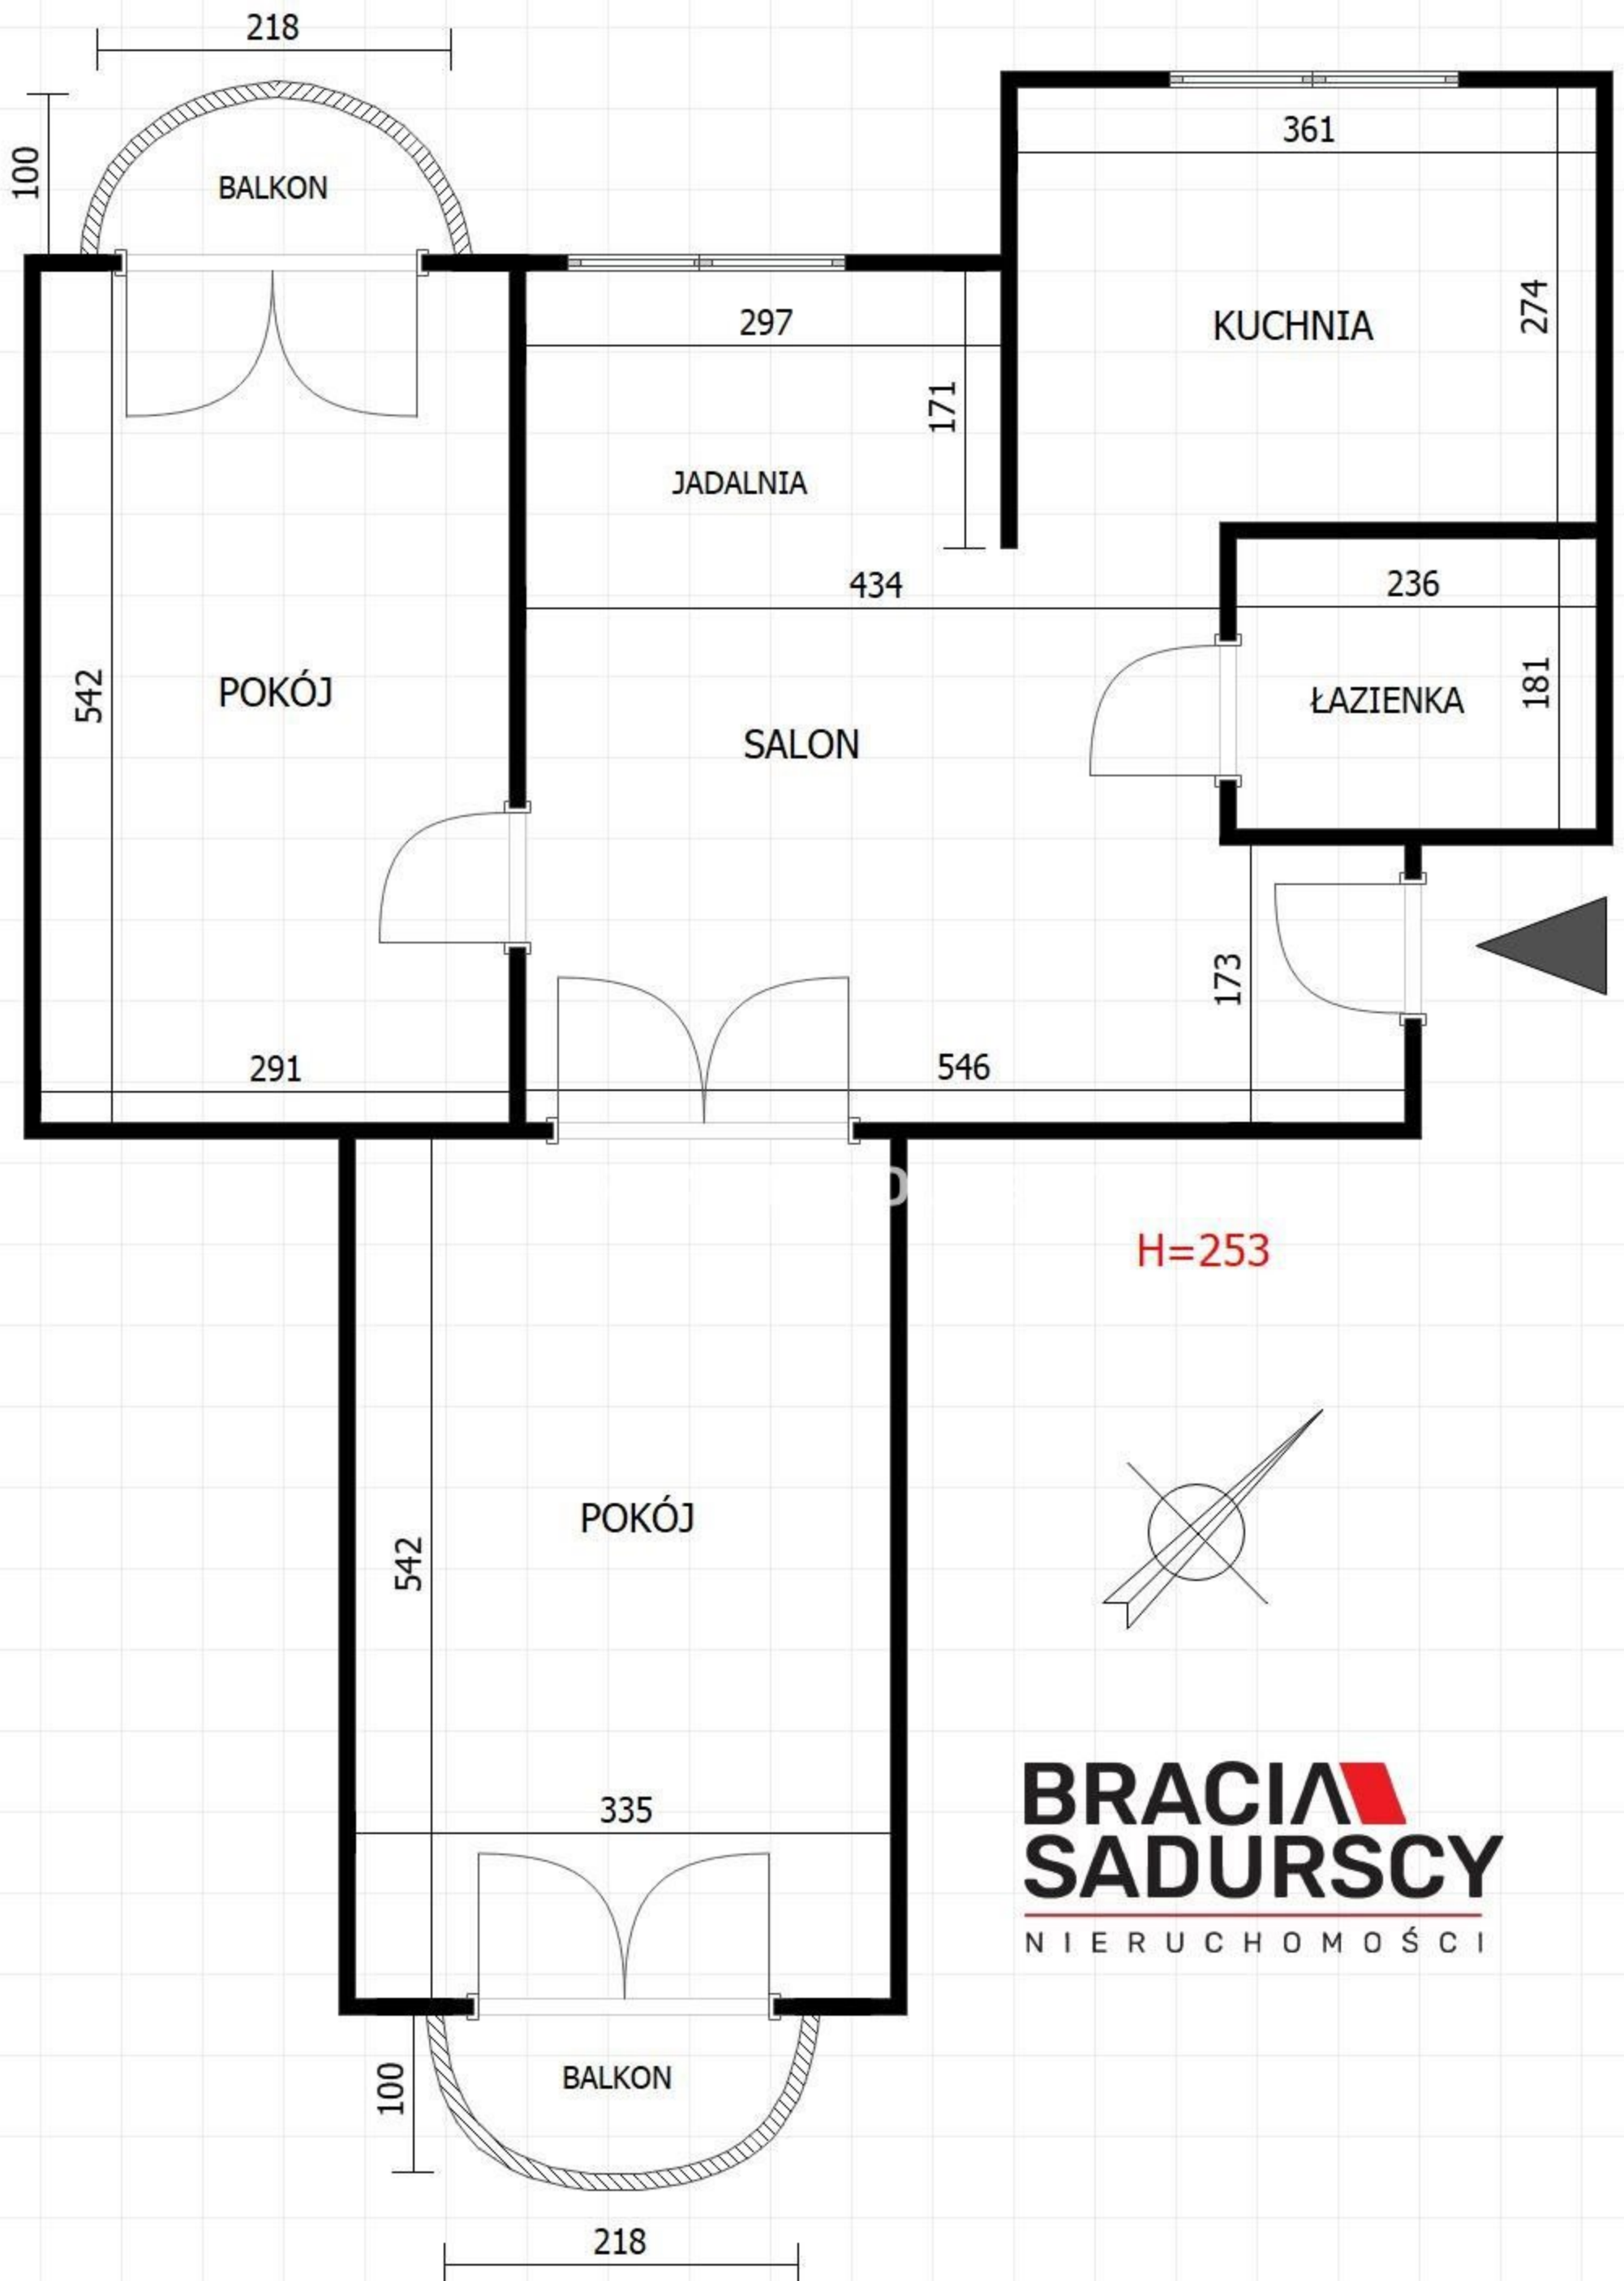 218
100
BALKON
361
297
KUCHNIA
274
171
JADALNIA
434
236
542
POKÓJ
SALON
ŁAZIENKA
181
173
291
546
H=253
POKÓJ
542
335
BRACIA
SADURSCY
NIERUCHOMOŚCI
100
BALKON
218